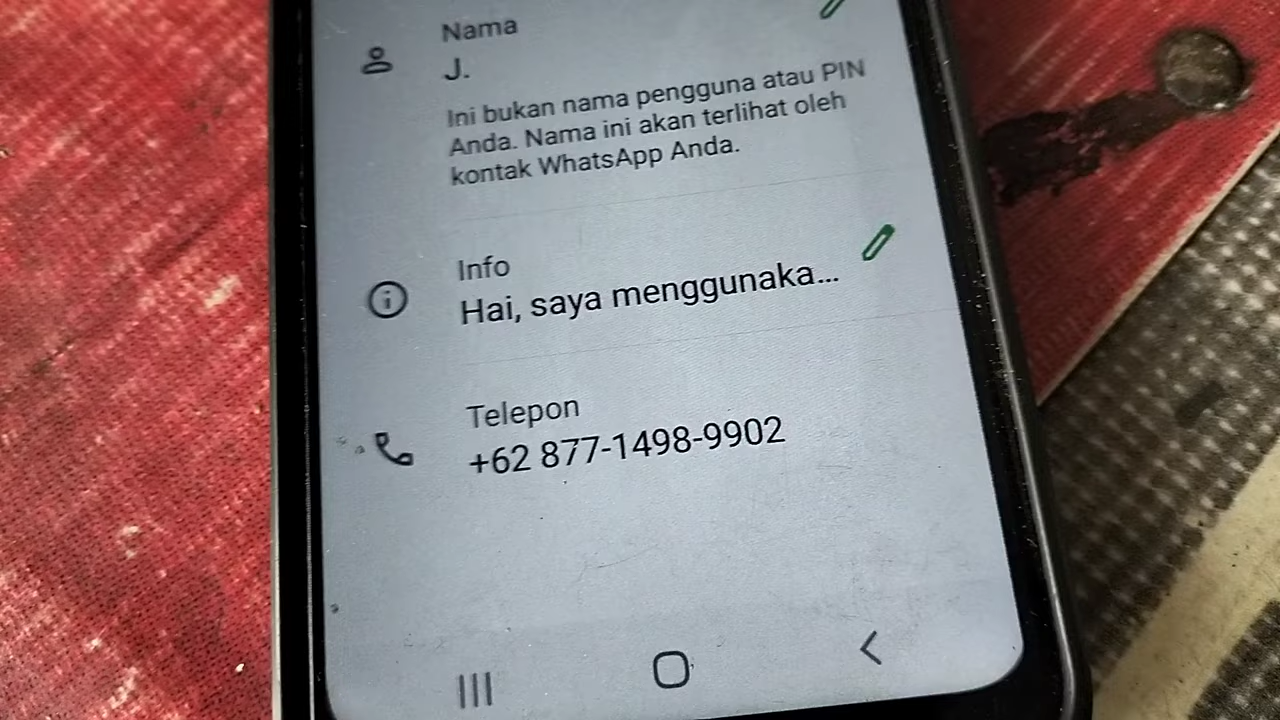 Nama
J.
Ini bukan nama pengguna atau PIN
Anda. Nama ini akan terlihat oleh
kontak WhatsApp Anda.
Info
Hai, saya menggunaka...
Telepon
+62 877-1498-9902